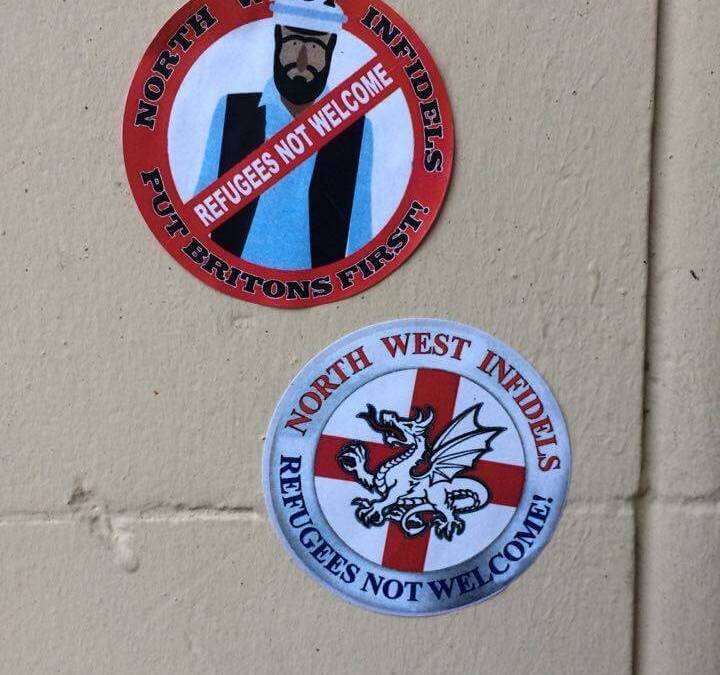 NORTH INFIDELS
REFUGEES NOT WELCOME
PUT BRITONS FIRST!
NORTH WEST INFIDELS
REFUGEES NOT WELCOME!